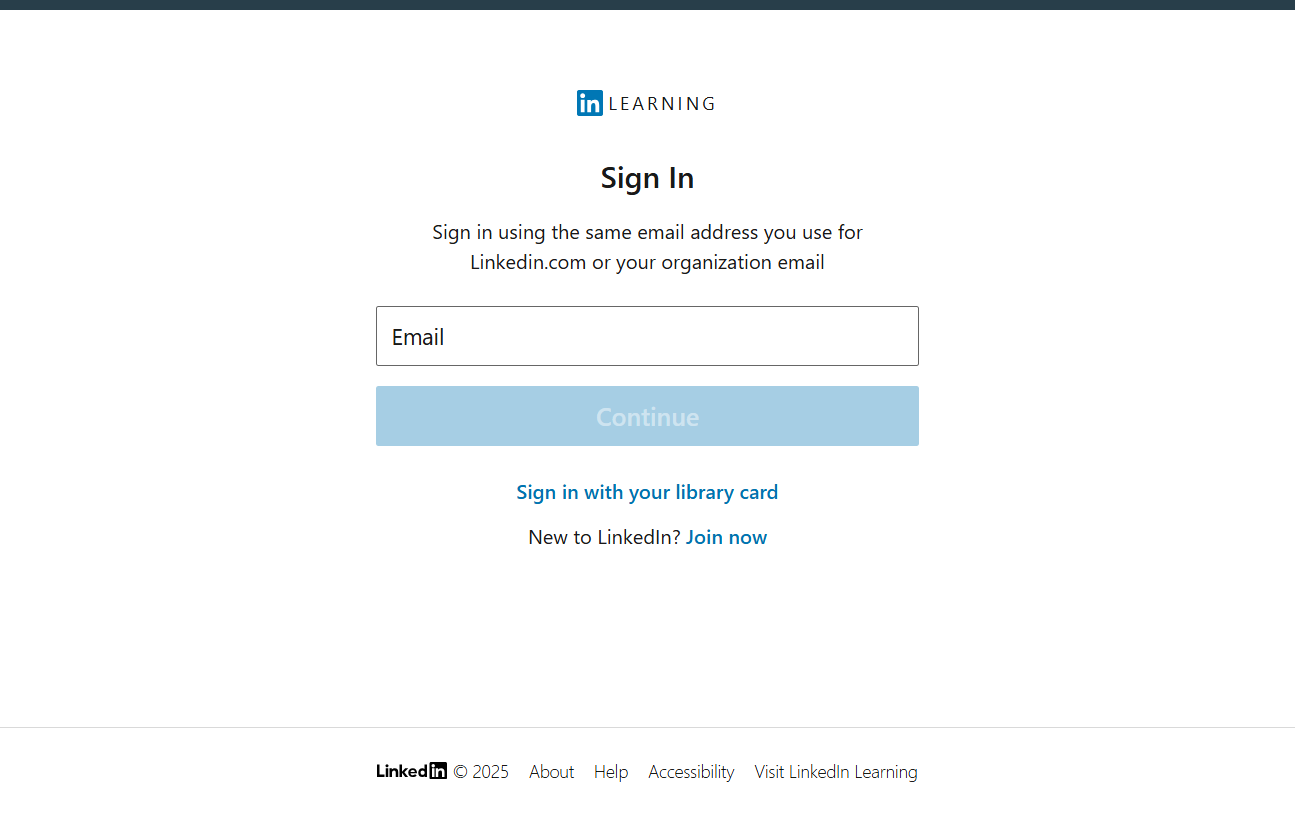 in LEARNING
Sign In
Sign in using the same email address you use for
Linkedin.com or your organization email
Email
Continue
Sign in with your library card
New to LinkedIn? Join now
Linkedin © 2025 About Help Accessibility Visit LinkedIn Learning